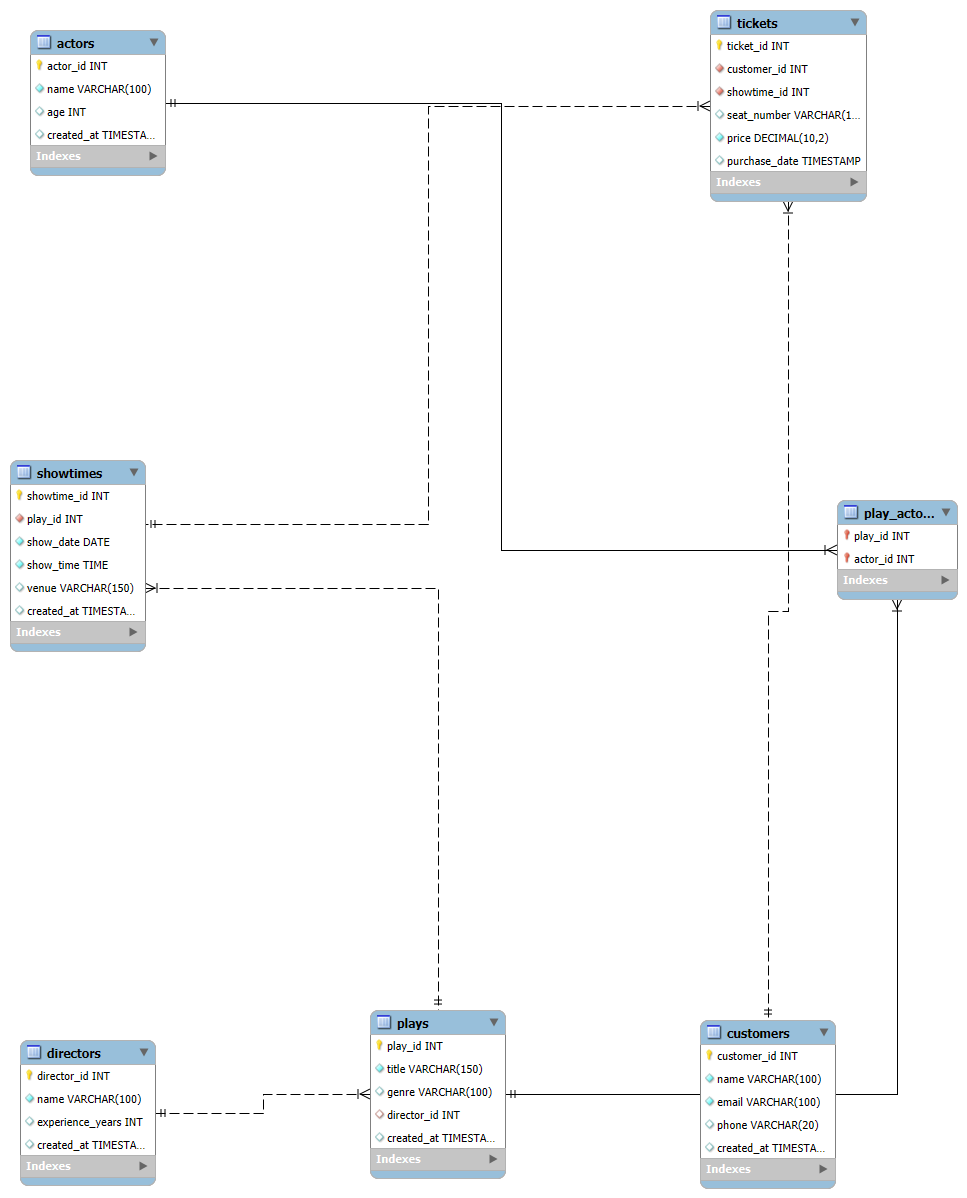 actors
actor_id INT
name VARCHAR(100)
age INT
created_at TIMESTA...
Indexes
tickets
ticket_id INT
customer_id INT
showtime_id INT
seat_number VARCHAR(1...
price DECIMAL(10,2)
purchase_date TIMESTAMP
Indexes
showtimes
showtime_id INT
play_id INT
show_date DATE
show_time TIME
venue VARCHAR(150)
created_at TIMESTA...
Indexes
play_acto...
play_id INT
actor_id INT
Indexes
directors
director_id INT
name VARCHAR(100)
experience_years INT
created_at TIMESTA...
Indexes
plays
play_id INT
title VARCHAR(150)
genre VARCHAR(100)
director_id INT
created_at TIMESTA...
Indexes
customers
customer_id INT
name VARCHAR(100)
email VARCHAR(100)
phone VARCHAR(20)
created_at TIMESTA...
Indexes